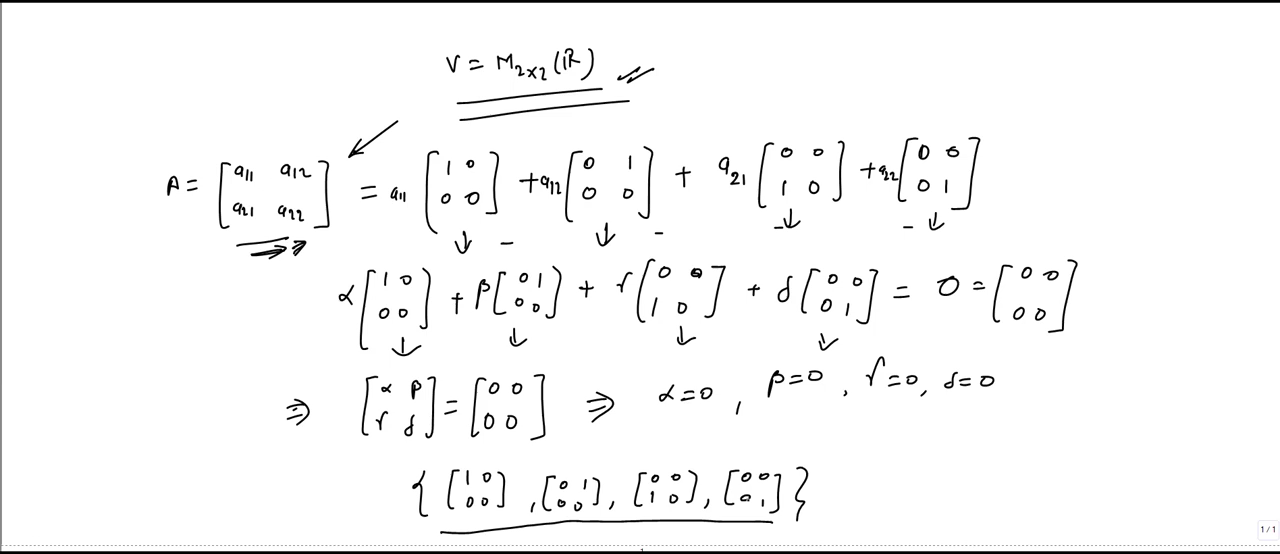 V = M₂ₓ₂(ℝ)
A = [a₁₁ a₁₂; a₂₁ a₂₂] = a₁₁ [1 0; 0 0] + a₁₂ [0 1; 0 0] + a₂₁ [0 0; 1 0] + a₂₂ [0 0; 0 1]
α [1 0; 0 0] + β [0 1; 0 0] + γ [0 0; 1 0] + δ [0 0; 0 1] = 0 = [0 0; 0 0]
⇒ [α β; γ δ] = [0 0; 0 0] ⇒ α=0, β=0, γ=0, δ=0
{ [1 0; 0 0], [0 1; 0 0], [0 0; 1 0], [0 0; 0 1] }
1 / 1